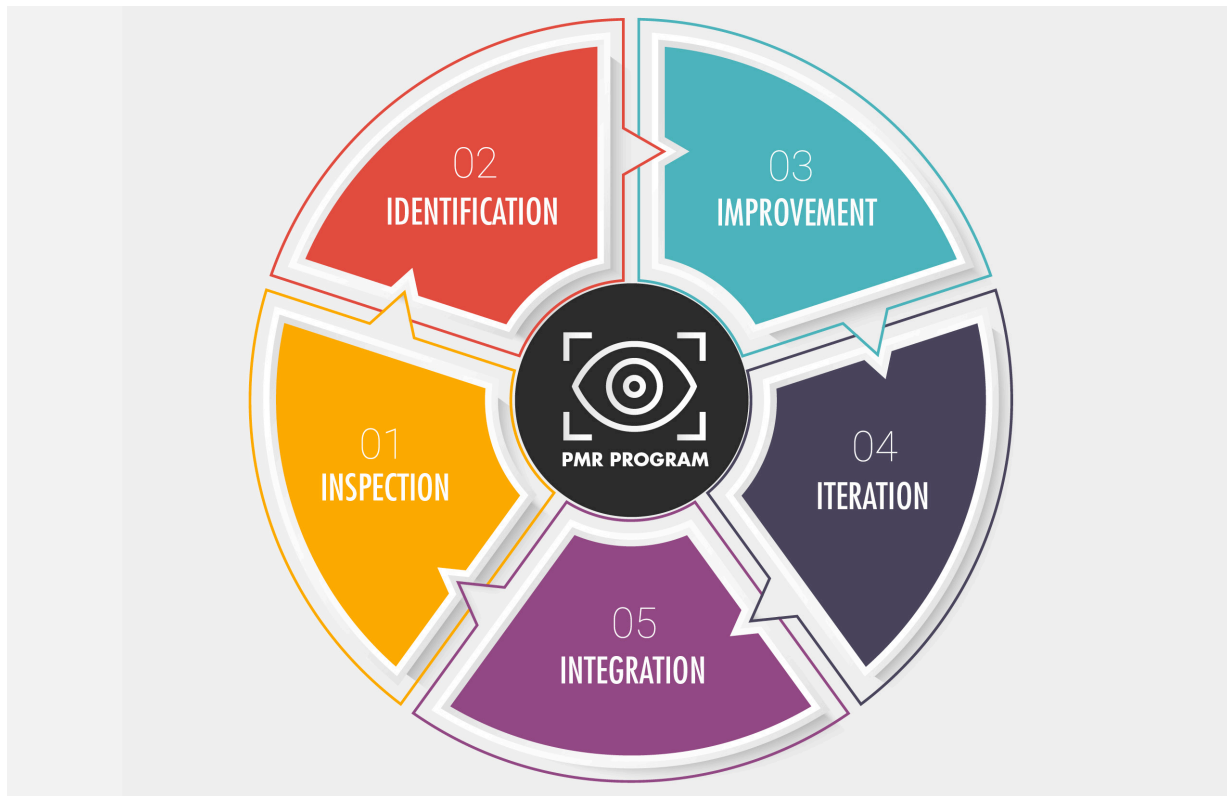 01
INSPECTION
02
IDENTIFICATION
03
IMPROVEMENT
04
ITERATION
05
INTEGRATION
PMR PROGRAM